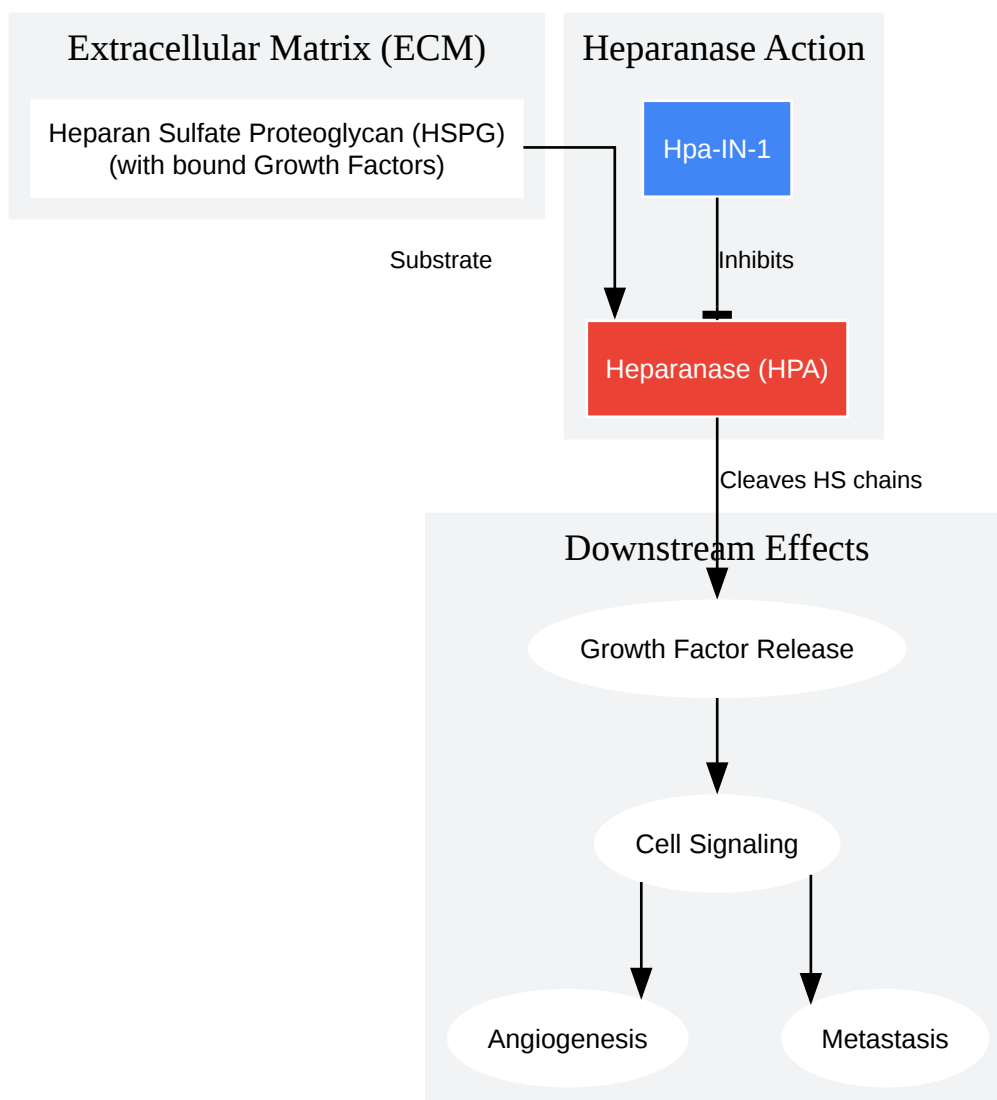 Extracellular Matrix (ECM)
Heparanase Action
Heparan Sulfate Proteoglycan (HSPG)
(with bound Growth Factors)
Hpa-IN-1
Substrate
Inhibits
Heparanase (HPA)
Cleaves HS chains
Downstream Effects
Growth Factor Release
Cell Signaling
Angiogenesis
Metastasis